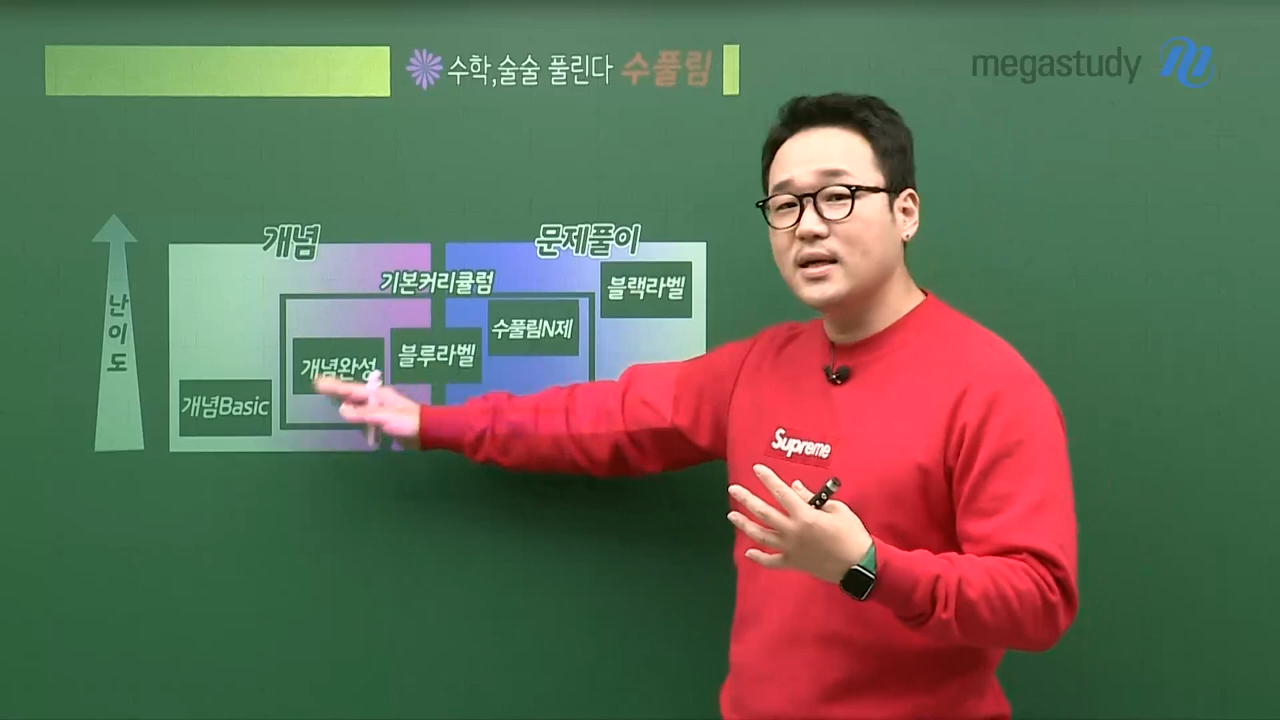 수학,술술 풀린다 수풀림
megastudy
개념
문제풀이
기본커리큘럼
블랙라벨
난이도
수풀림N제
블루라벨
개념완성
개념Basic
Supreme